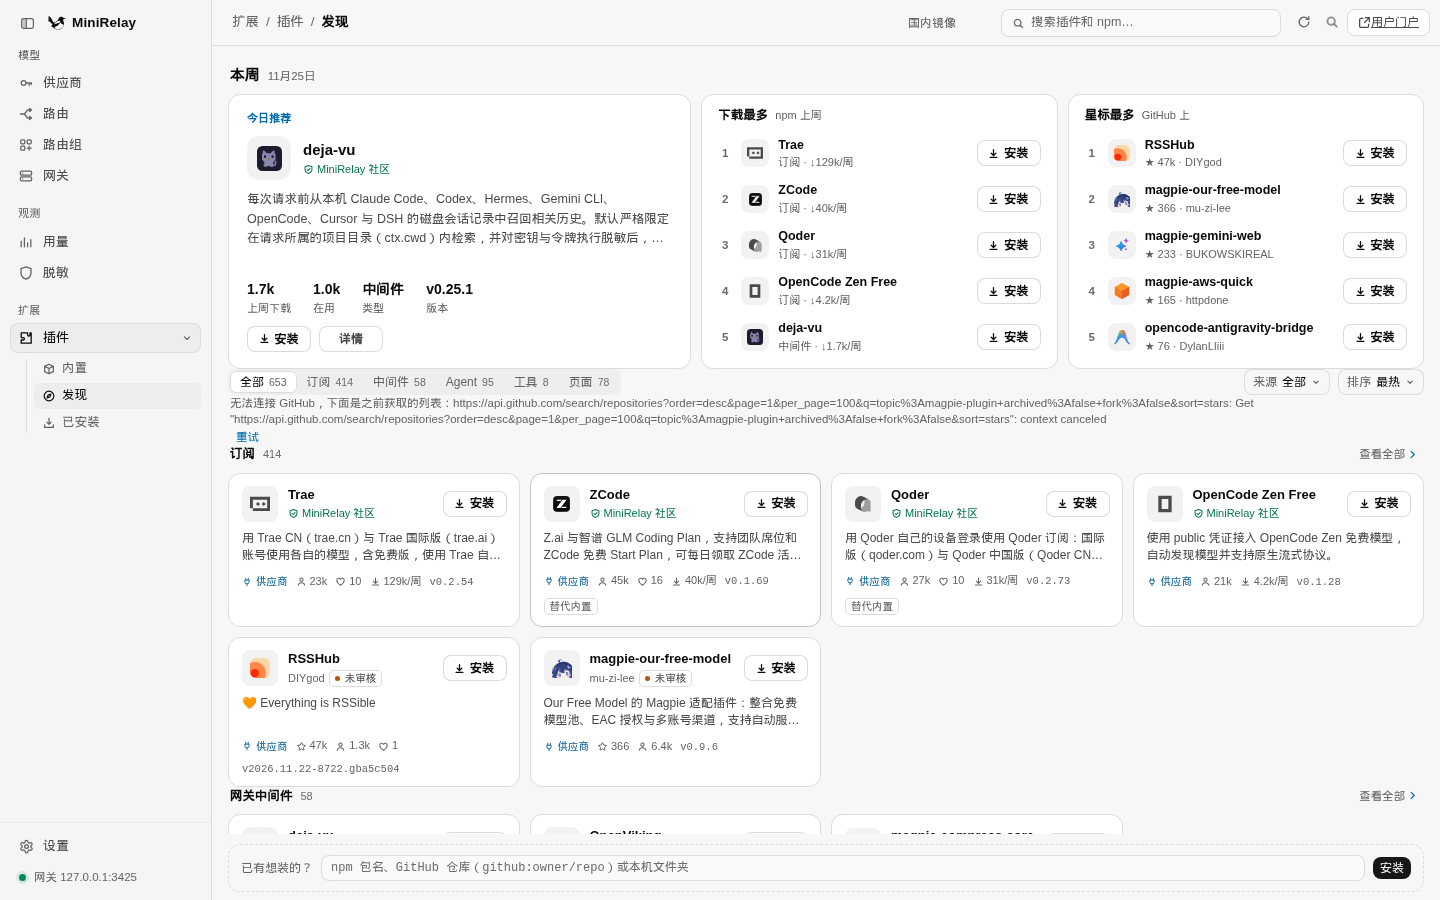 MiniRelay
模型
供应商
路由
路由组
网关
观测
用量
脱敏
扩展
插件
内置
发现
已安装
设置
网关 127.0.0.1:3425
扩展 / 插件 / 发现
国内镜像
搜索插件和 npm…
用户门户
本周 11月25日
今日推荐
deja-vu
MiniRelay 社区
每次请求前从本机 Claude Code、Codex、Hermes、Gemini CLI、
OpenCode、Cursor 与 DSH 的磁盘会话记录中召回相关历史。默认严格限定
在请求所属的项目目录（ctx.cwd）内检索，并对密钥与令牌执行脱敏后，…
1.7k 1.0k 中间件 v0.25.1
上周下载 在用 类型 版本
安装 详情
下载最多 npm 上周
1 Trae 安装
订阅 · ↓129k/周
2 ZCode 安装
订阅 · ↓40k/周
3 Qoder 安装
订阅 · ↓31k/周
4 OpenCode Zen Free 安装
订阅 · ↓4.2k/周
5 deja-vu 安装
中间件 · ↓1.7k/周
星标最多 GitHub 上
1 RSSHub 安装
★ 47k · DIYgod
2 magpie-our-free-model 安装
★ 366 · mu-zi-lee
3 magpie-gemini-web 安装
★ 233 · BUKOWSKIREAL
4 magpie-aws-quick 安装
★ 165 · httpdone
5 opencode-antigravity-bridge 安装
★ 76 · DylanLIiii
全部 653 订阅 414 中间件 58 Agent 95 工具 8 页面 78
来源 全部 排序 最热
无法连接 GitHub，下面是之前获取的列表：https://api.github.com/search/repositories?order=desc&page=1&per_page=100&q=topic%3Amagpie-plugin+archived%3Afalse+fork%3Afalse&sort=stars: Get
"https://api.github.com/search/repositories?order=desc&page=1&per_page=100&q=topic%3Amagpie-plugin+archived%3Afalse+fork%3Afalse&sort=stars": context canceled
重试
订阅 414 查看全部
Trae 安装
MiniRelay 社区
用 Trae CN（trae.cn）与 Trae 国际版（trae.ai）
账号使用各自的模型，含免费版，使用 Trae 自…
供应商 23k 10 129k/周 v0.2.54
ZCode 安装
MiniRelay 社区
Z.ai 与智谱 GLM Coding Plan，支持团队席位和
ZCode 免费 Start Plan，可每日领取 ZCode 活…
供应商 45k 16 40k/周 v0.1.69
替代内置
Qoder 安装
MiniRelay 社区
用 Qoder 自己的设备登录使用 Qoder 订阅：国际
版（qoder.com）与 Qoder 中国版（Qoder CN…
供应商 27k 10 31k/周 v0.2.73
替代内置
OpenCode Zen Free 安装
MiniRelay 社区
使用 public 凭证接入 OpenCode Zen 免费模型，
自动发现模型并支持原生流式协议。
供应商 21k 4.2k/周 v0.1.28
RSSHub 安装
DIYgod 未审核
🧡 Everything is RSSible
供应商 47k 1.3k 1
v2026.11.22-8722.gba5c504
magpie-our-free-model 安装
mu-zi-lee 未审核
Our Free Model 的 Magpie 适配插件：整合免费
模型池、EAC 授权与多账号渠道，支持自动服…
供应商 366 6.4k v0.9.6
网关中间件 58 查看全部
deja-vu
OpenViking
magpie-compress-core
已有想装的？ npm 包名、GitHub 仓库（github:owner/repo）或本机文件夹 安装